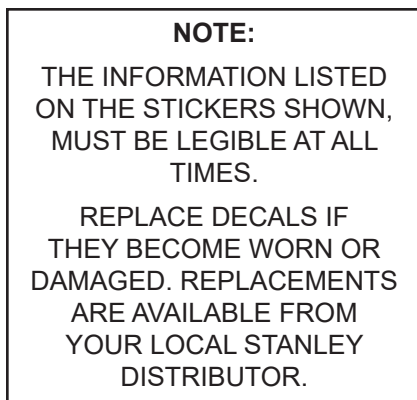 NOTE:
THE INFORMATION LISTED
ON THE STICKERS SHOWN,
MUST BE LEGIBLE AT ALL
TIMES.
REPLACE DECALS IF
THEY BECOME WORN OR
DAMAGED. REPLACEMENTS
ARE AVAILABLE FROM
YOUR LOCAL STANLEY
DISTRIBUTOR.